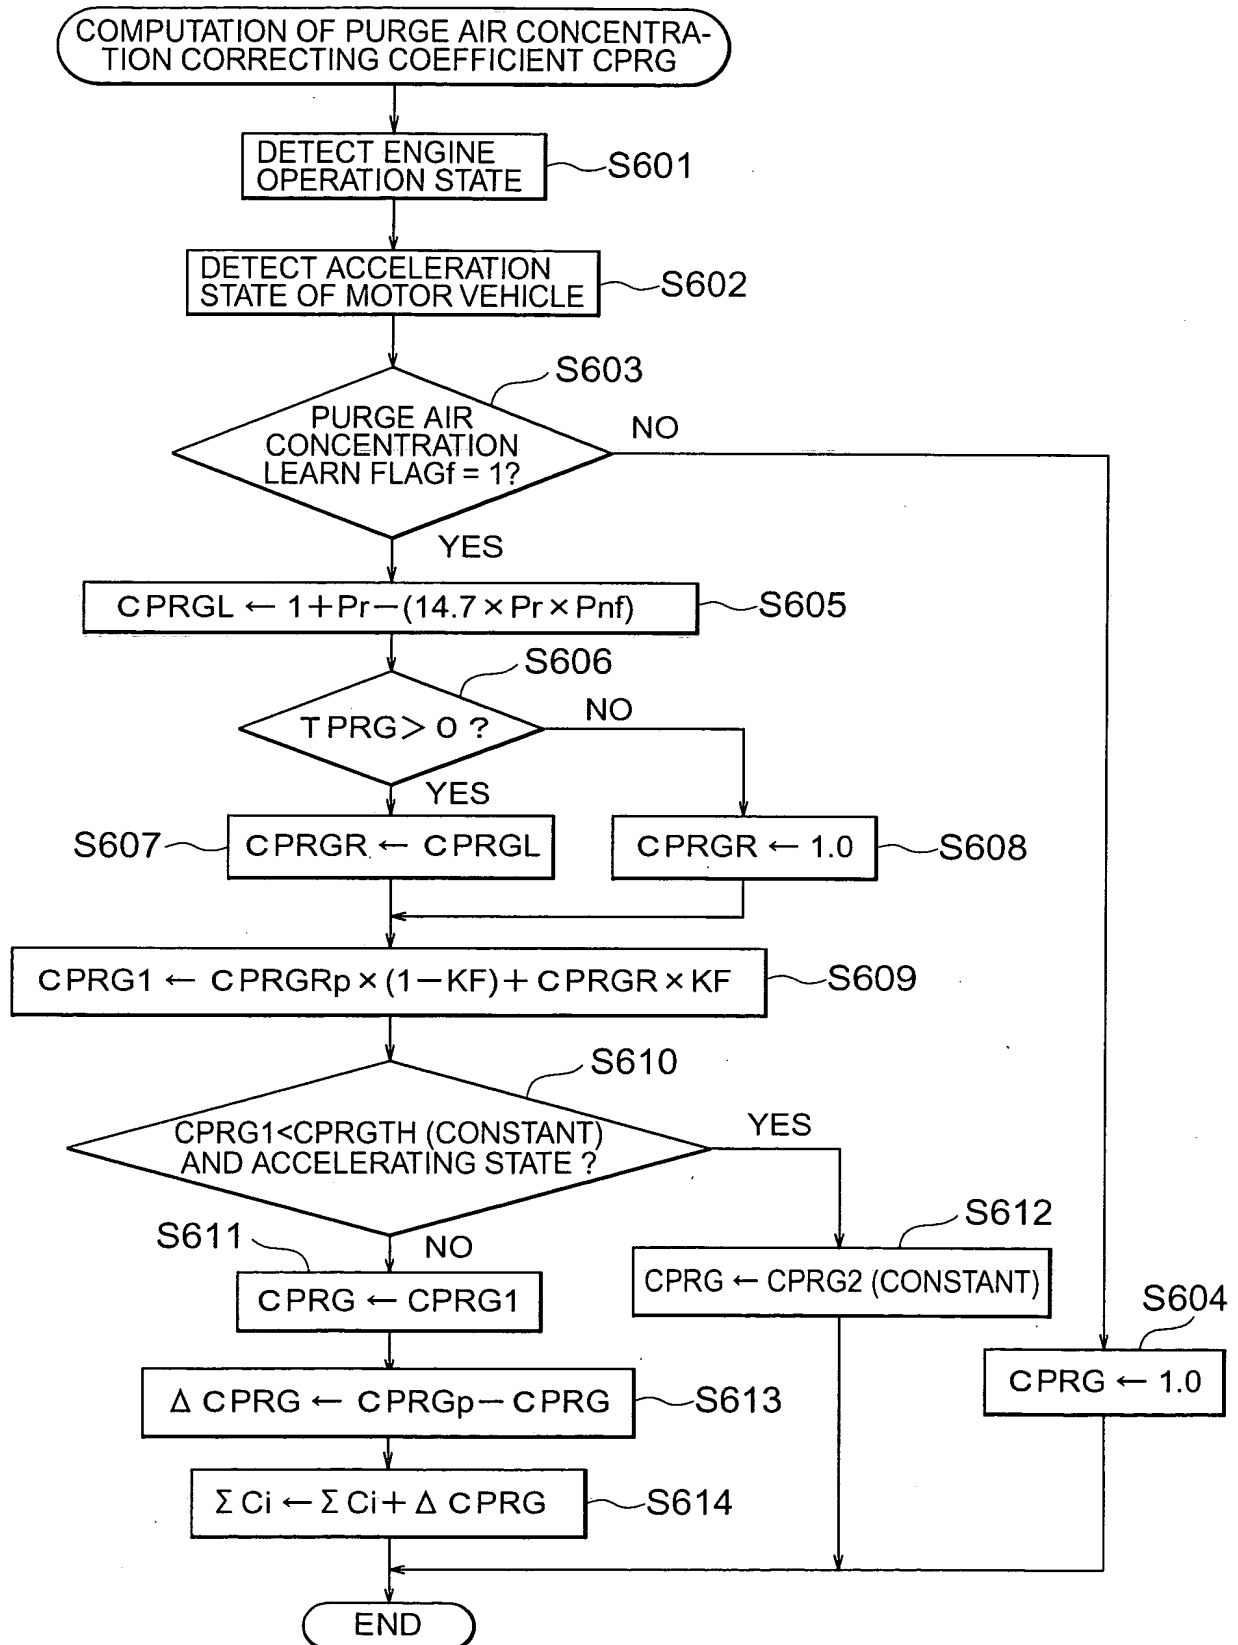 COMPUTATION OF PURGE AIR CONCENTRA-
TION CORRECTING COEFFICIENT CPRG
DETECT ENGINE
OPERATION STATE
S601
DETECT ACCELERATION
STATE OF MOTOR VEHICLE
S602
S603
PURGE AIR
CONCENTRATION
LEARN FLAGf = 1?
NO
YES
CPRGL ← 1+Pr−(14.7×Pr×Pnf)
S605
S606
TPRG>0 ?
NO
YES
S607
CPRGR ← CPRGL
CPRGR ← 1.0
S608
CPRG1 ← CPRGRp×(1−KF)+CPRGR×KF
S609
S610
CPRG1<CPRGTH (CONSTANT)
AND ACCELERATING STATE ?
YES
S611
NO
S612
CPRG ← CPRG1
CPRG ← CPRG2 (CONSTANT)
S604
CPRG ← 1.0
Δ CPRG ← CPRGp−CPRG
S613
Σ Ci ← Σ Ci+Δ CPRG
S614
END